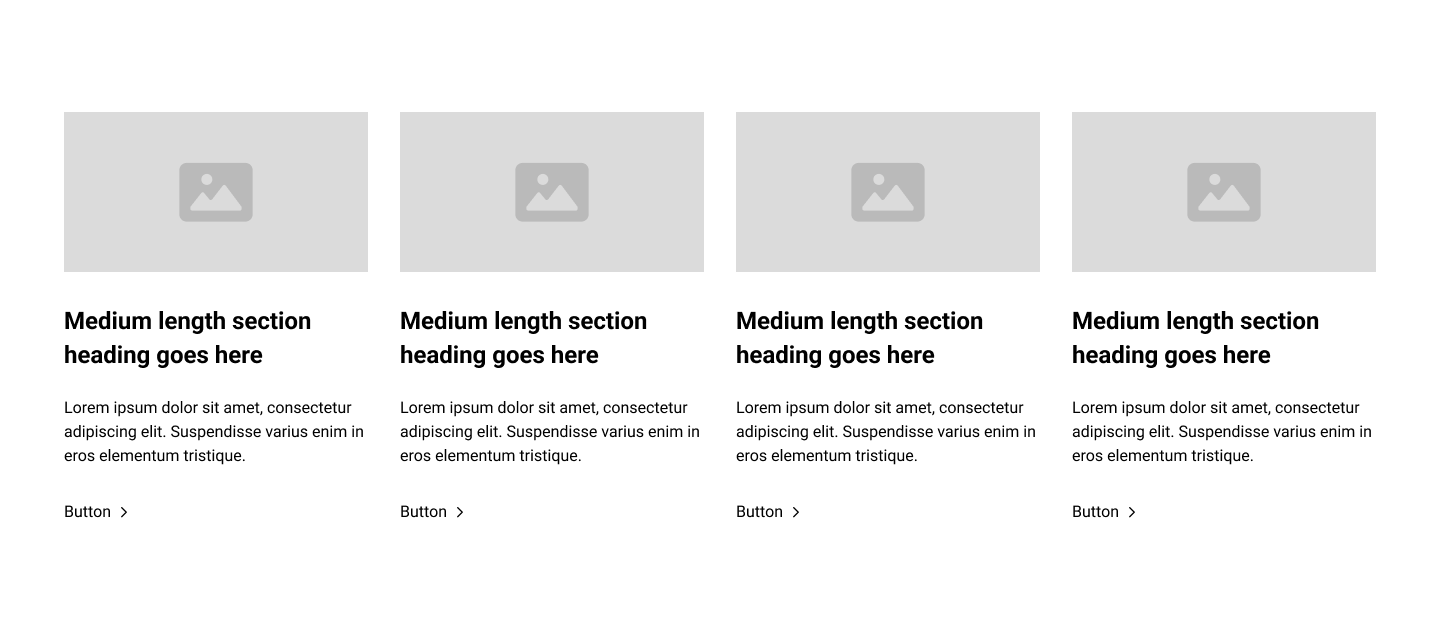 Medium length section
heading goes here
Lorem ipsum dolor sit amet, consectetur
adipiscing elit. Suspendisse varius enim in
eros elementum tristique.
Button
Medium length section
heading goes here
Lorem ipsum dolor sit amet, consectetur
adipiscing elit. Suspendisse varius enim in
eros elementum tristique.
Button
Medium length section
heading goes here
Lorem ipsum dolor sit amet, consectetur
adipiscing elit. Suspendisse varius enim in
eros elementum tristique.
Button
Medium length section
heading goes here
Lorem ipsum dolor sit amet, consectetur
adipiscing elit. Suspendisse varius enim in
eros elementum tristique.
Button